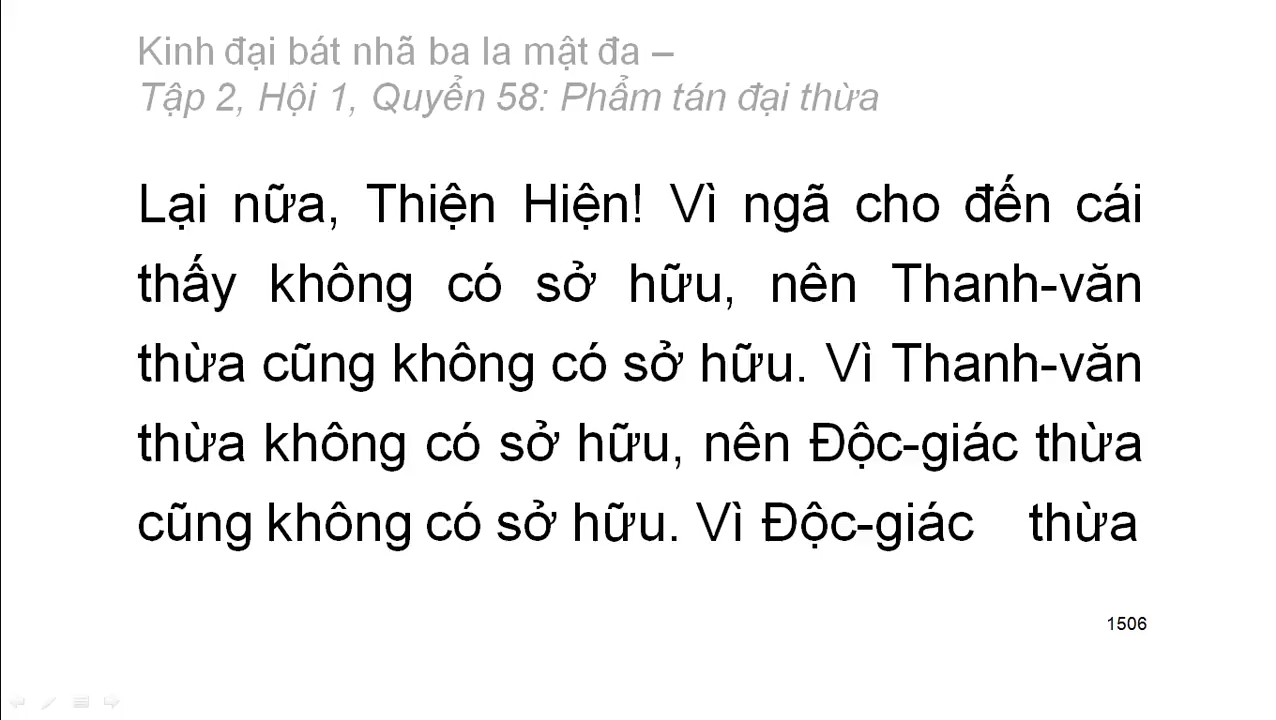 Kinh đại bát nhã ba la mật đa –
Tập 2, Hội 1, Quyển 58: Phẩm tán đại thừa
Lại nữa, Thiện Hiện! Vì ngã cho đến cái
thấy không có sở hữu, nên Thanh-văn
thừa cũng không có sở hữu. Vì Thanh-văn
thừa không có sở hữu, nên Độc-giác thừa
cũng không có sở hữu. Vì Độc-giác thừa
1506